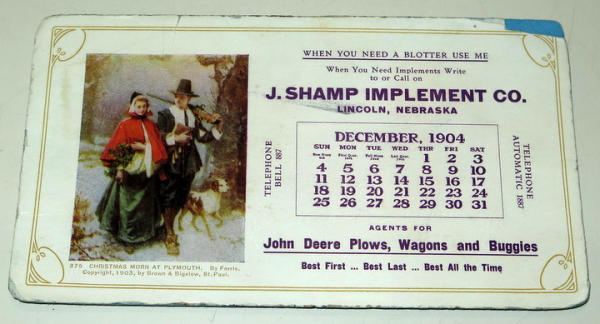 WHEN YOU NEED A BLOTTER USE ME
When You Need Implements Write
to or Call on
J. SHAMP IMPLEMENT CO.
LINCOLN, NEBRASKA
TELEPHONE
BELL 887
DECEMBER, 1904
SUN MON TUE WED THR FRI SAT
1 2 3
4 5 6 7 8 9 10
11 12 13 14 15 16 17
18 19 20 21 22 23 24
25 26 27 28 29 30 31
TELEPHONE
AUTOMATIC 1887
AGENTS FOR
John Deere Plows, Wagons and Buggies
Best First ... Best Last ... Best All the Time
275 CHRISTMAS MORN AT PLYMOUTH. By Ferris.
Copyright, 1903, by Brown & Bigelow, St. Paul.